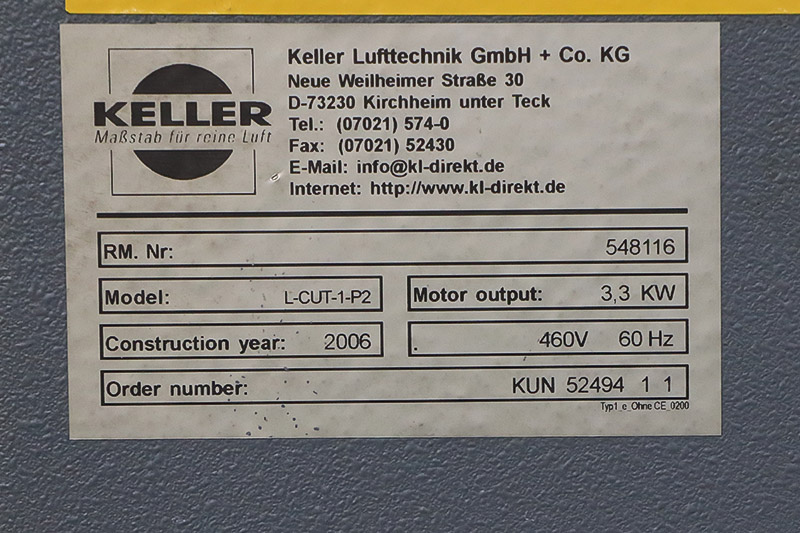 KELLER
Maßstab für reine Luft
Keller Lufttechnik GmbH + Co. KG
Neue Weilheimer Straße 30
D-73230 Kirchheim unter Teck
Tel.: (07021) 574-0
Fax: (07021) 52430
E-Mail: info@kl-direkt.de
Internet: http://www.kl-direkt.de
RM. Nr: 548116
Model: L-CUT-1-P2
Motor output: 3,3 KW
Construction year: 2006
. 460V 60 Hz
Order number: KUN 52494 1 1
Typ1_e_Ohne CE_0200